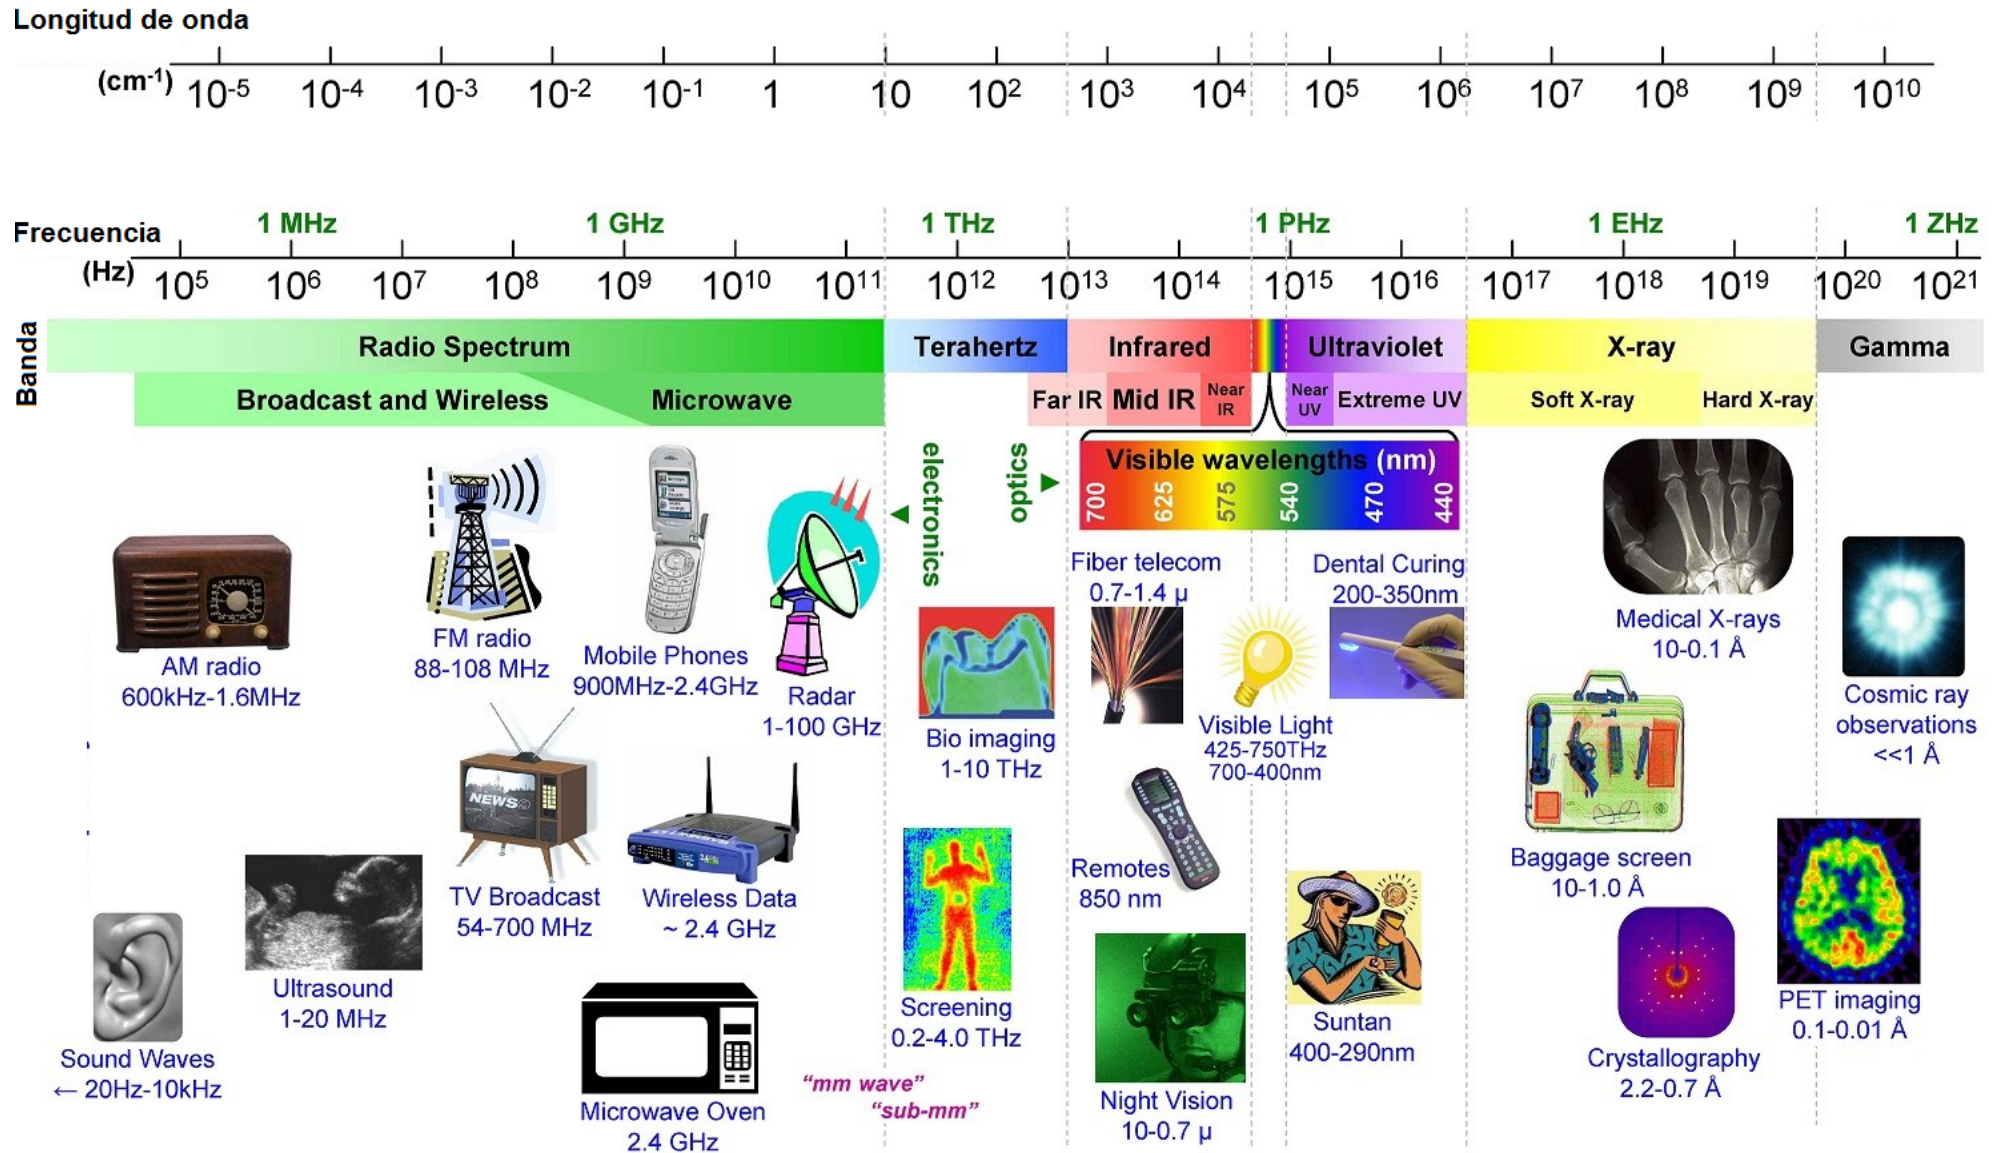 Longitud de onda
(cm-1) 10-5 10-4 10-3 10-2 10-1 1 10 102 103 104 105 106 107 108 109 1010
1 MHz 1 GHz 1 THz 1 PHz 1 EHz 1 ZHz
Frecuencia
(Hz) 105 106 107 108 109 1010 1011 1012 1013 1014 1015 1016 1017 1018 1019 1020 1021
Banda
Radio Spectrum Terahertz Infrared Ultraviolet X-ray Gamma
Broadcast and Wireless Microwave Far IR Mid IR Near IR Near UV Extreme UV Soft X-ray Hard X-ray
electronics
optics
Visible wavelengths (nm)
700 625 575 540 470 440
AM radio
600kHz-1.6MHz
FM radio
88-108 MHz
Mobile Phones
900MHz-2.4GHz
Radar
1-100 GHz
Bio imaging
1-10 THz
Fiber telecom
0.7-1.4 μ
Visible Light
425-750THz
700-400nm
Dental Curing
200-350nm
Medical X-rays
10-0.1 Å
Cosmic ray
observations
<<1 Å
NEWS
TV Broadcast
54-700 MHz
Wireless Data
~ 2.4 GHz
Ultrasound
1-20 MHz
Sound Waves
← 20Hz-10kHz
Microwave Oven
2.4 GHz
"mm wave"
"sub-mm"
Screening
0.2-4.0 THz
Remotes
850 nm
Night Vision
10-0.7 μ
Suntan
400-290nm
Baggage screen
10-1.0 Å
Crystallography
2.2-0.7 Å
PET imaging
0.1-0.01 Å